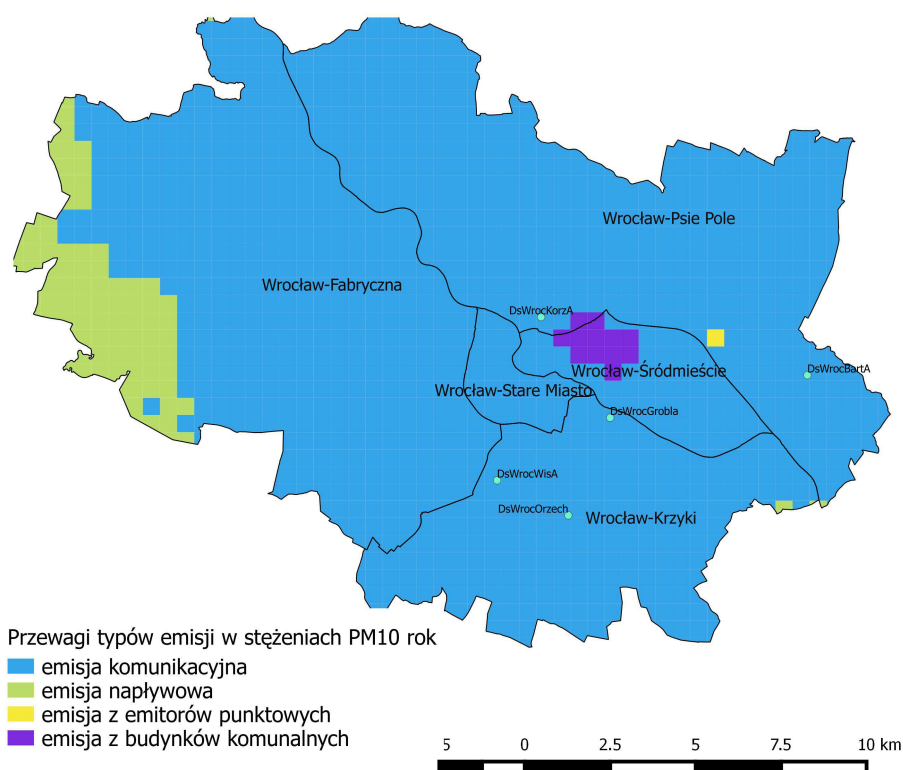 Wrocław-Psie Pole
Wrocław-Fabryczna
DsWrocKorzA
Wrocław-Śródmieście
DsWrocBartA
Wrocław-Stare Miasto
DsWrocGrobla
DsWrocWisA
DsWrocOrzech
Wrocław-Krzyki
Przewagi typów emisji w stężeniach PM10 rok
emisja komunikacyjna
emisja napływowa
emisja z emitorów punktowych
emisja z budynków komunalnych
5 0 2.5 5 7.5 10 km